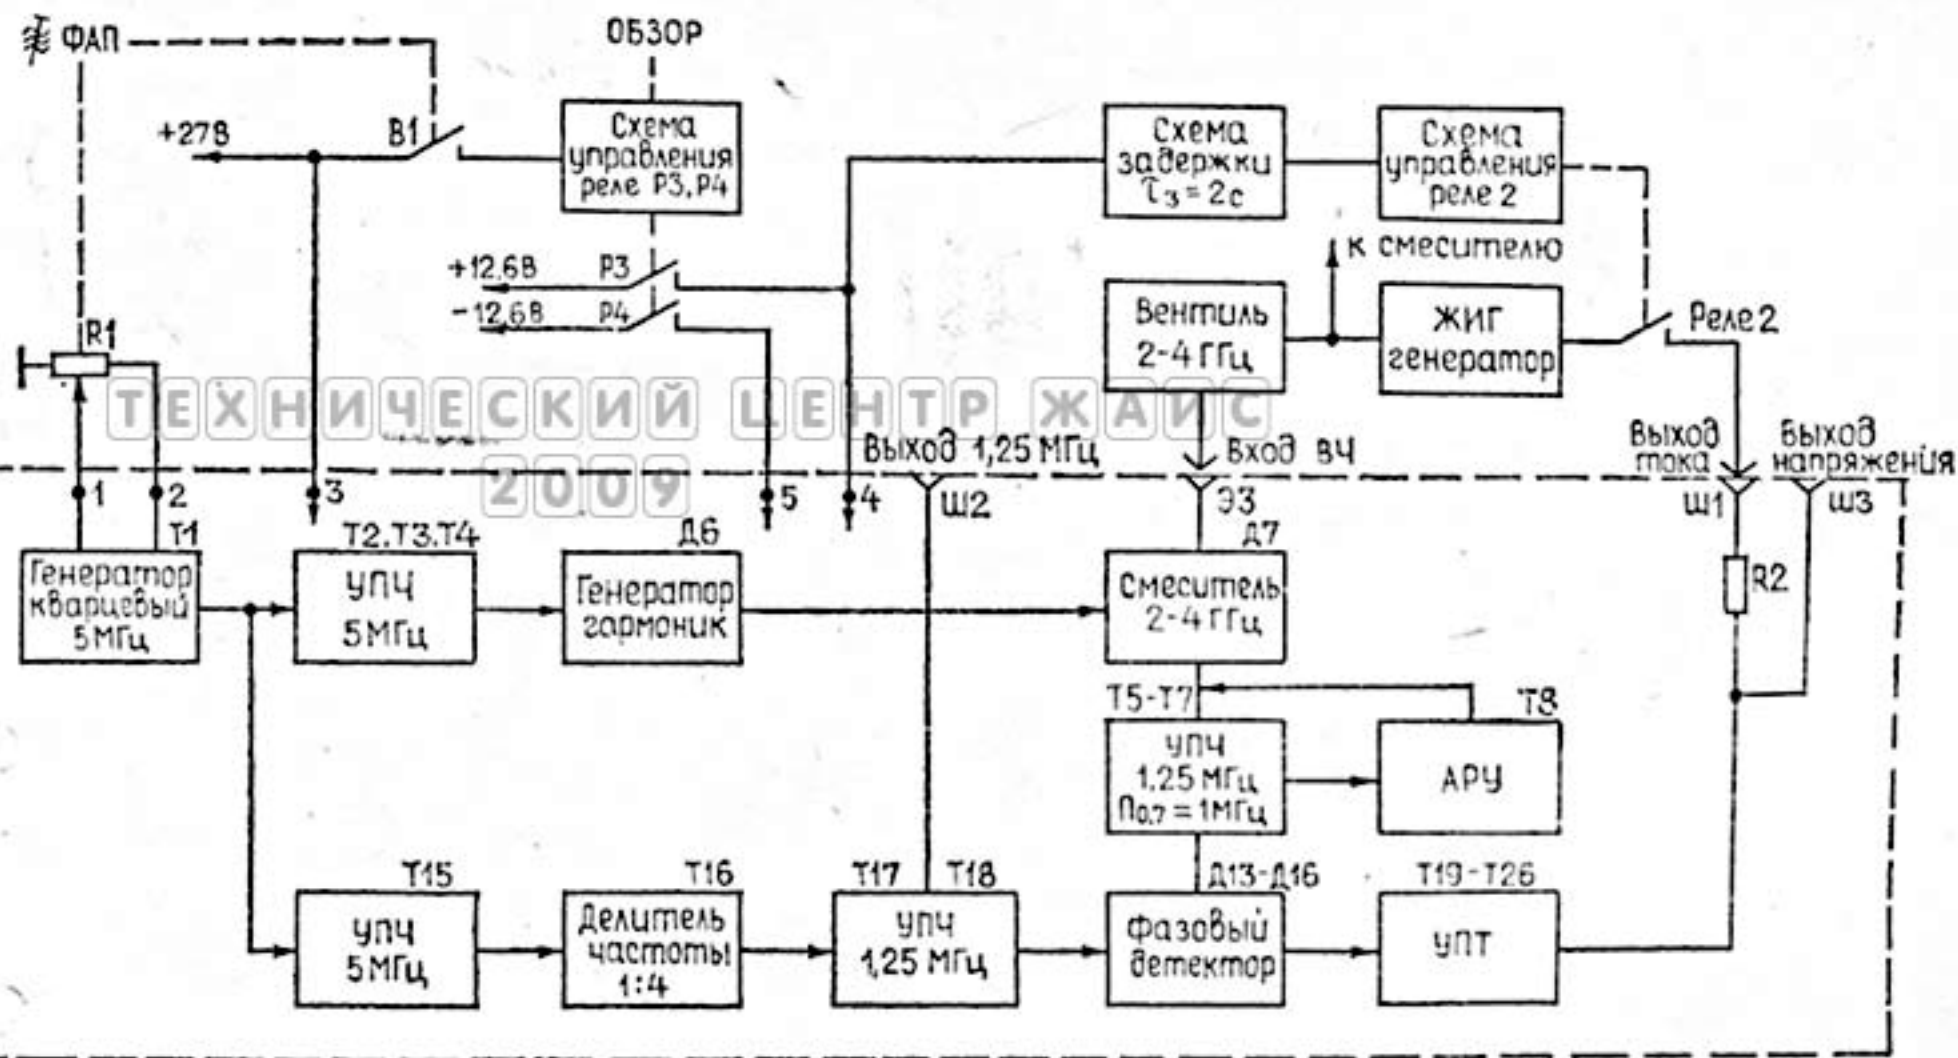 ФАП
ОБЗОР
+27В
В1
Схема
управления
реле Р3,Р4
Схема
задержки
τз=2с
Схема
управления
реле 2
к смесителю
+12,6В
Р3
-12,6В
Р4
Вентиль
2-4 ГГц
ЖИГ
генератор
Реле 2
R1
ТЕХНИЧЕСКИЙ ЦЕНТР ЖАИС
2009
Выход 1,25 МГц
Вход ВЧ
Выход
тока
Выход
напряжения
1
2
3
5
4
Ш2
Э3
Ш1
Ш3
Т1
Т2.Т3.Т4
Д6
Д7
Генератор
кварцевый
5МГц
УПЧ
5МГц
Генератор
гармоник
Смеситель
2-4 ГГц
R2
Т5-Т7
Т8
УПЧ
1,25 МГц
П0,7=1МГц
АРУ
Т15
Т16
Т17
Т18
Д13-Д16
Т19-Т26
УПЧ
5МГц
Делитель
частоты
1:4
УПЧ
1,25 МГц
Фазовый
детектор
УПТ